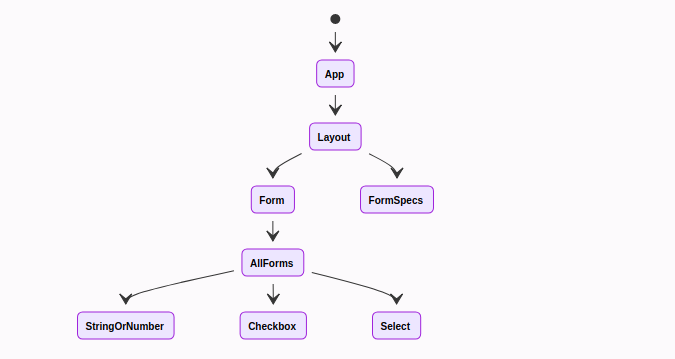 App
Layout
Form
FormSpecs
AllForms
StringOrNumber
Checkbox
Select